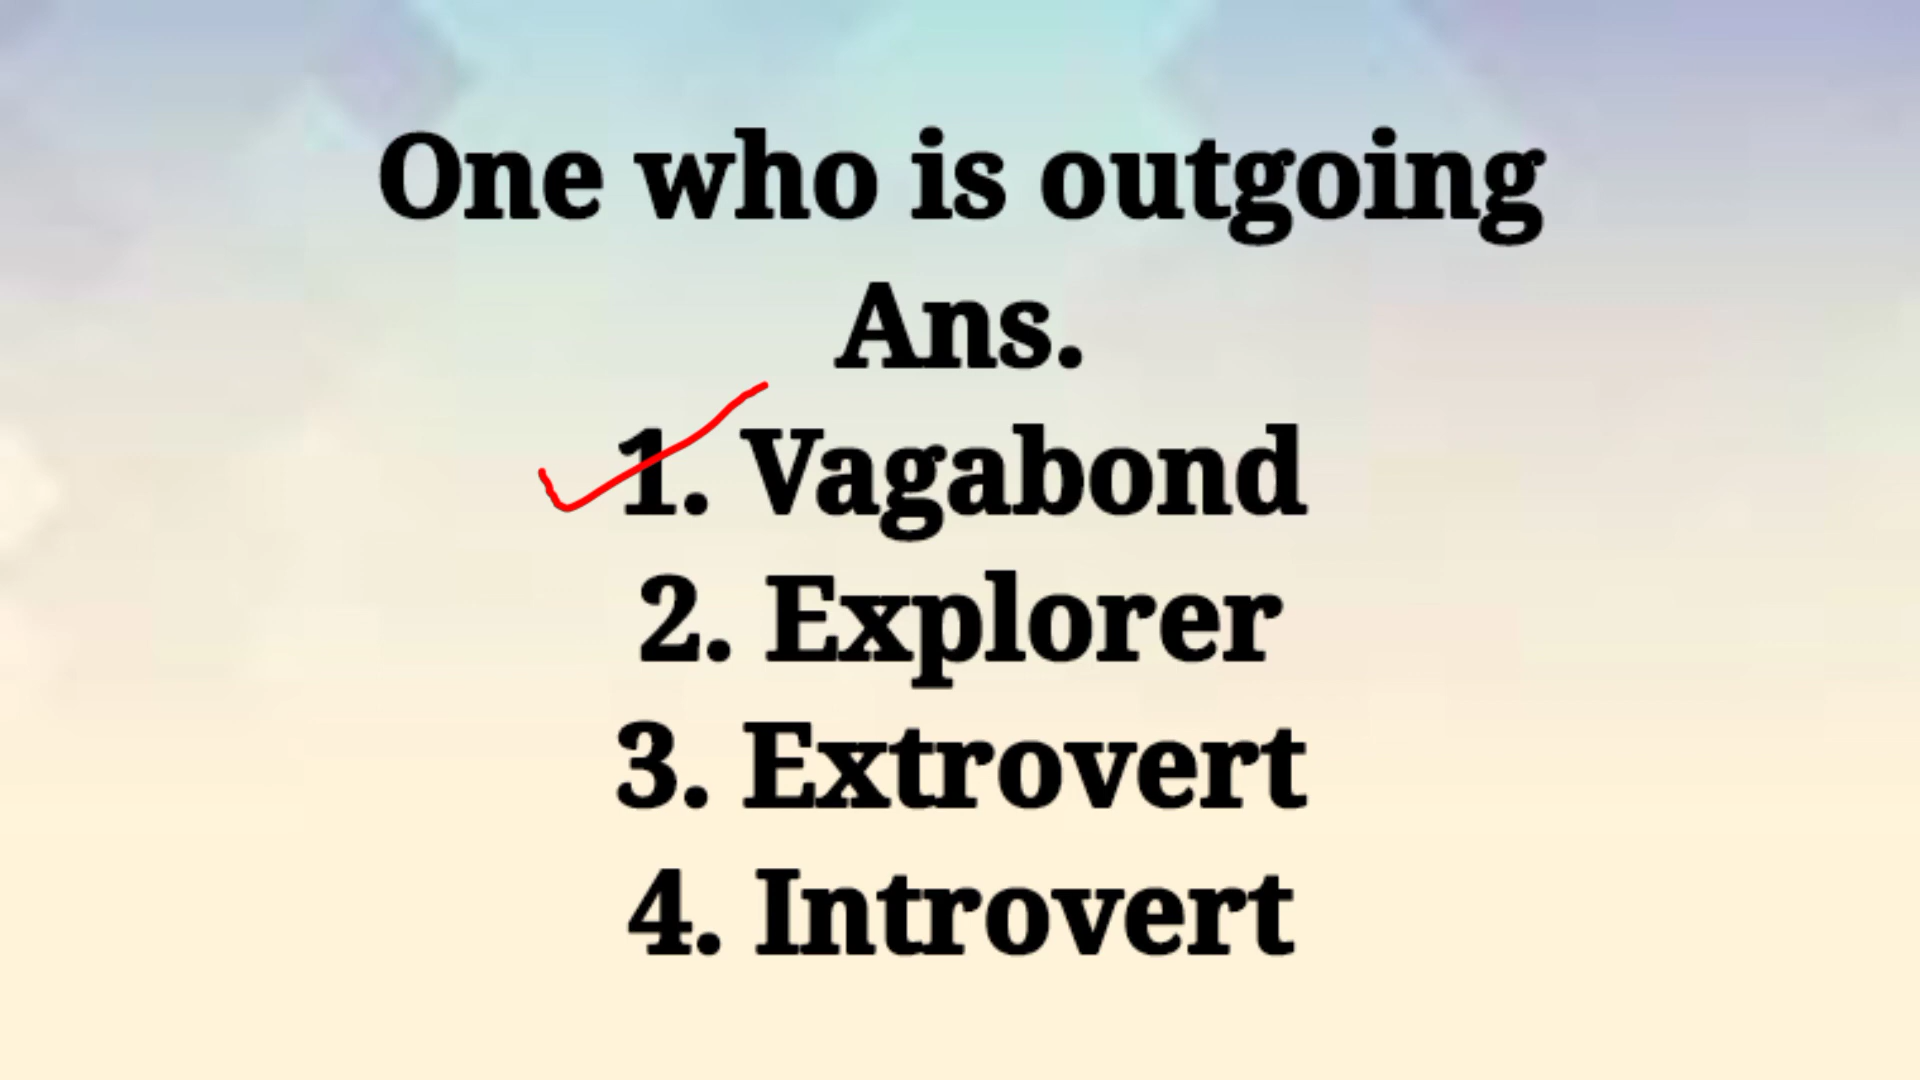 One who is outgoing
Ans.
1. Vagabond
2. Explorer
3. Extrovert
4. Introvert